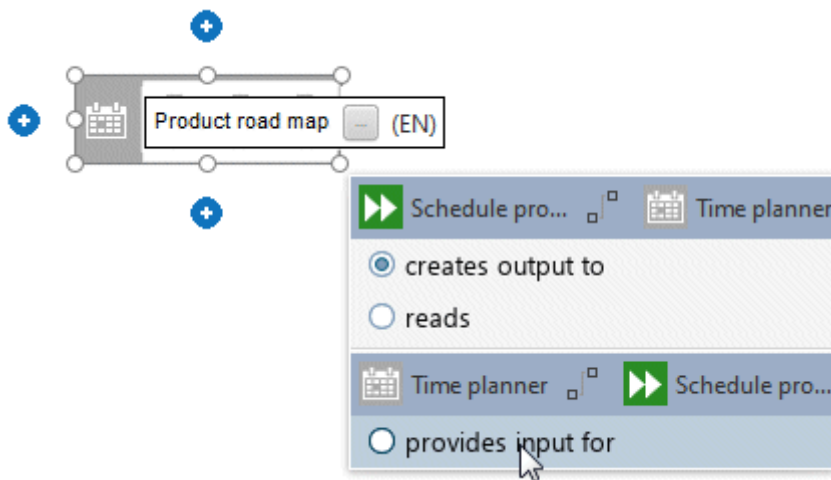 Product road map (EN)
Schedule pro... Time planner
creates output to
reads
Time planner Schedule pro...
provides input for